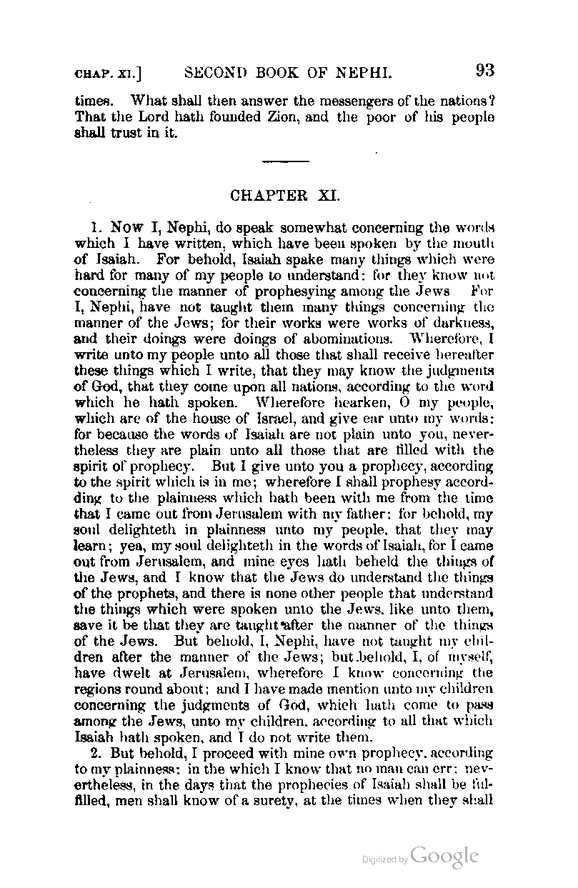 CHAP. XI.] SECOND BOOK OF NEPHI. 93
times. What shall then answer the messengers of the nations?
That the Lord hath founded Zion, and the poor of his people
shall trust in it.
CHAPTER XI.
1. NOW I, Nephi, do speak somewhat concerning the words
which I have written, which have been spoken by the mouth
of Isaiah. For behold, Isaiah spake many things which were
hard for many of my people to understand; for they know not
concerning the manner of prophesying among the Jews For
I, Nephi, have not taught them many things concerning the
manner of the Jews; for their works were works of darkness,
and their doings were doings of abominations. Wherefore, I
write unto my people unto all those that shall receive hereafter
these things which I write, that they may know the judgments
of God, that they come upon all nations, according to the word
which he hath spoken. Wherefore hearken, O my people,
which are of the house of Israel, and give ear unto my words;
for because the words of Isaiah are not plain unto you, never-
theless they are plain unto all those that are filled with the
spirit of prophecy. But I give unto you a prophecy, according
to the spirit which is in me; wherefore I shall prophesy accord-
ding to the plainness which hath been with me from the time
that I came out from Jerusalem with my father; for behold, my
soul delighteth in plainness unto my people, that they may
learn; yea, my soul delighteth in the words of Isaiah, for I came
out from Jerusalem, and mine eyes hath beheld the things of
the Jews, and I know that the Jews do understand the things
of the prophets, and there is none other people that understand
the things which were spoken unto the Jews, like unto them,
save it be that they are taught after the manner of the things
of the Jews. But behold, I, Nephi, have not taught my chil-
dren after the manner of the Jews; but behold, I, of myself,
have dwelt at Jerusalem, wherefore I know concerning the
regions round about; and I have made mention unto my children
concerning the judgments of God, which hath come to pass
among the Jews, unto my children, according to all that which
Isaiah hath spoken, and I do not write them.
2. But behold, I proceed with mine own prophecy, according
to my plainness; in the which I know that no man can err; nev-
ertheless, in the days that the prophecies of Isaiah shall be ful-
filled, men shall know of a surety, at the times when they shall
Digitized by Google